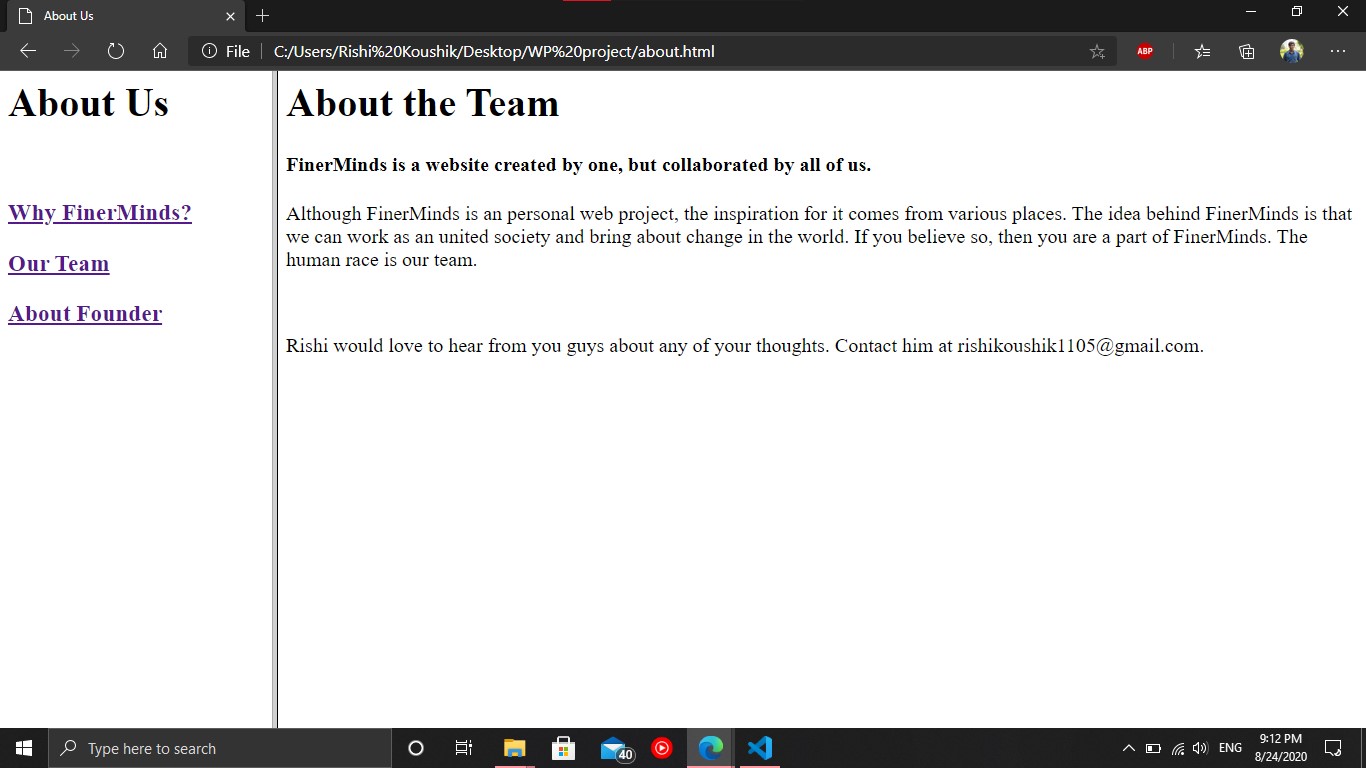 About Us
File
C:/Users/Rishi%20Koushik/Desktop/WP%20project/about.html
ABP
About Us
Why FinerMinds?
Our Team
About Founder
About the Team
FinerMinds is a website created by one, but collaborated by all of us.
Although FinerMinds is an personal web project, the inspiration for it comes from various places. The idea behind FinerMinds is that
we can work as an united society and bring about change in the world. If you believe so, then you are a part of FinerMinds. The
human race is our team.
Rishi would love to hear from you guys about any of your thoughts. Contact him at rishikoushik1105@gmail.com.
Type here to search
40
ENG
9:12 PM
8/24/2020